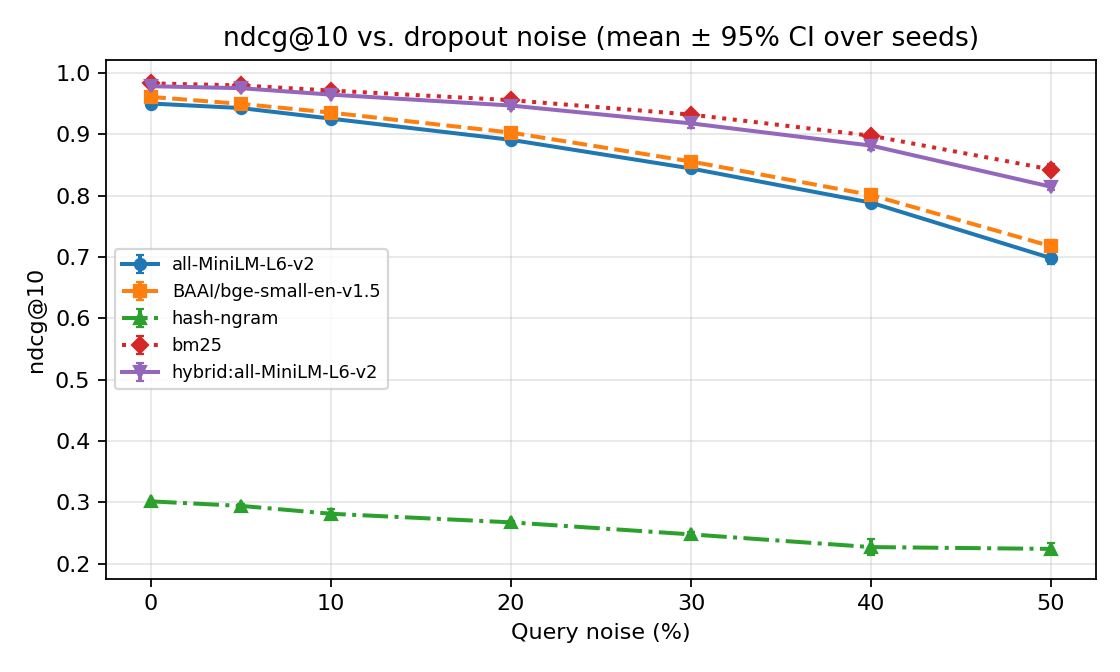 ndcg@10 vs. dropout noise (mean ± 95% CI over seeds)
1.0
0.9
0.8
0.7
0.6
0.5
0.4
0.3
0.2
ndcg@10
all-MiniLM-L6-v2
BAAI/bge-small-en-v1.5
hash-ngram
bm25
hybrid:all-MiniLM-L6-v2
0 10 20 30 40 50
Query noise (%)